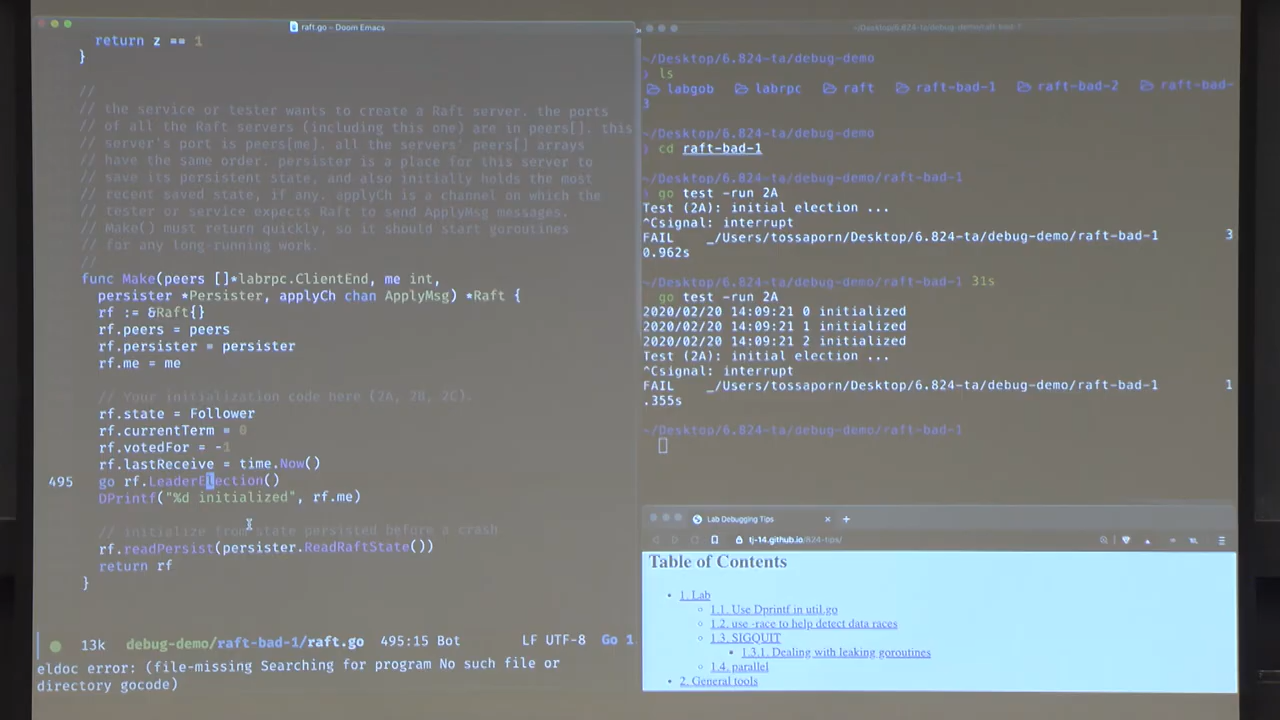 raft.go – Doom Emacs
return z == 1
}
//
// the service or tester wants to create a Raft server. the ports
// of all the Raft servers (including this one) are in peers[]. this
// server's port is peers[me]. all the servers' peers[] arrays
// have the same order. persister is a place for this server to
// save its persistent state, and also initially holds the most
// recent saved state, if any. applyCh is a channel on which the
// tester or service expects Raft to send ApplyMsg messages.
// Make() must return quickly, so it should start goroutines
// for any long-running work.
//
func Make(peers []*labrpc.ClientEnd, me int,
persister *Persister, applyCh chan ApplyMsg) *Raft {
rf := &Raft{}
rf.peers = peers
rf.persister = persister
rf.me = me
// Your initialization code here (2A, 2B, 2C).
rf.state = Follower
rf.currentTerm = 0
rf.votedFor = -1
rf.lastReceive = time.Now()
495 go rf.LeaderElection()
DPrintf("%d initialized", rf.me)
// initialize from state persisted before a crash
rf.readPersist(persister.ReadRaftState())
return rf
}
13k debug-demo/raft-bad-1/raft.go 495:15 Bot LF UTF-8 Go 1
eldoc error: (file-missing Searching for program No such file or
directory gocode)
~/Desktop/6.824-ta/debug-demo/raft-bad-1
~/Desktop/6.824-ta/debug-demo
❯ ls
labgob labrpc raft raft-bad-1 raft-bad-2 raft-bad-
3
~/Desktop/6.824-ta/debug-demo
❯ cd raft-bad-1
~/Desktop/6.824-ta/debug-demo/raft-bad-1
❯ go test -run 2A
Test (2A): initial election ...
^Csignal: interrupt
FAIL _/Users/tossaporn/Desktop/6.824-ta/debug-demo/raft-bad-1 3
0.962s
~/Desktop/6.824-ta/debug-demo/raft-bad-1 31s
go test -run 2A
2020/02/20 14:09:21 0 initialized
2020/02/20 14:09:21 1 initialized
2020/02/20 14:09:21 2 initialized
Test (2A): initial election ...
^Csignal: interrupt
FAIL _/Users/tossaporn/Desktop/6.824-ta/debug-demo/raft-bad-1 1
.355s
~/Desktop/6.824-ta/debug-demo/raft-bad-1
Lab Debugging Tips
tj-14.github.io/824-tips/
Table of Contents
1. Lab
1.1. Use Dprintf in util.go
1.2. use -race to help detect data races
1.3. SIGQUIT
1.3.1. Dealing with leaking goroutines
1.4. parallel
2. General tools